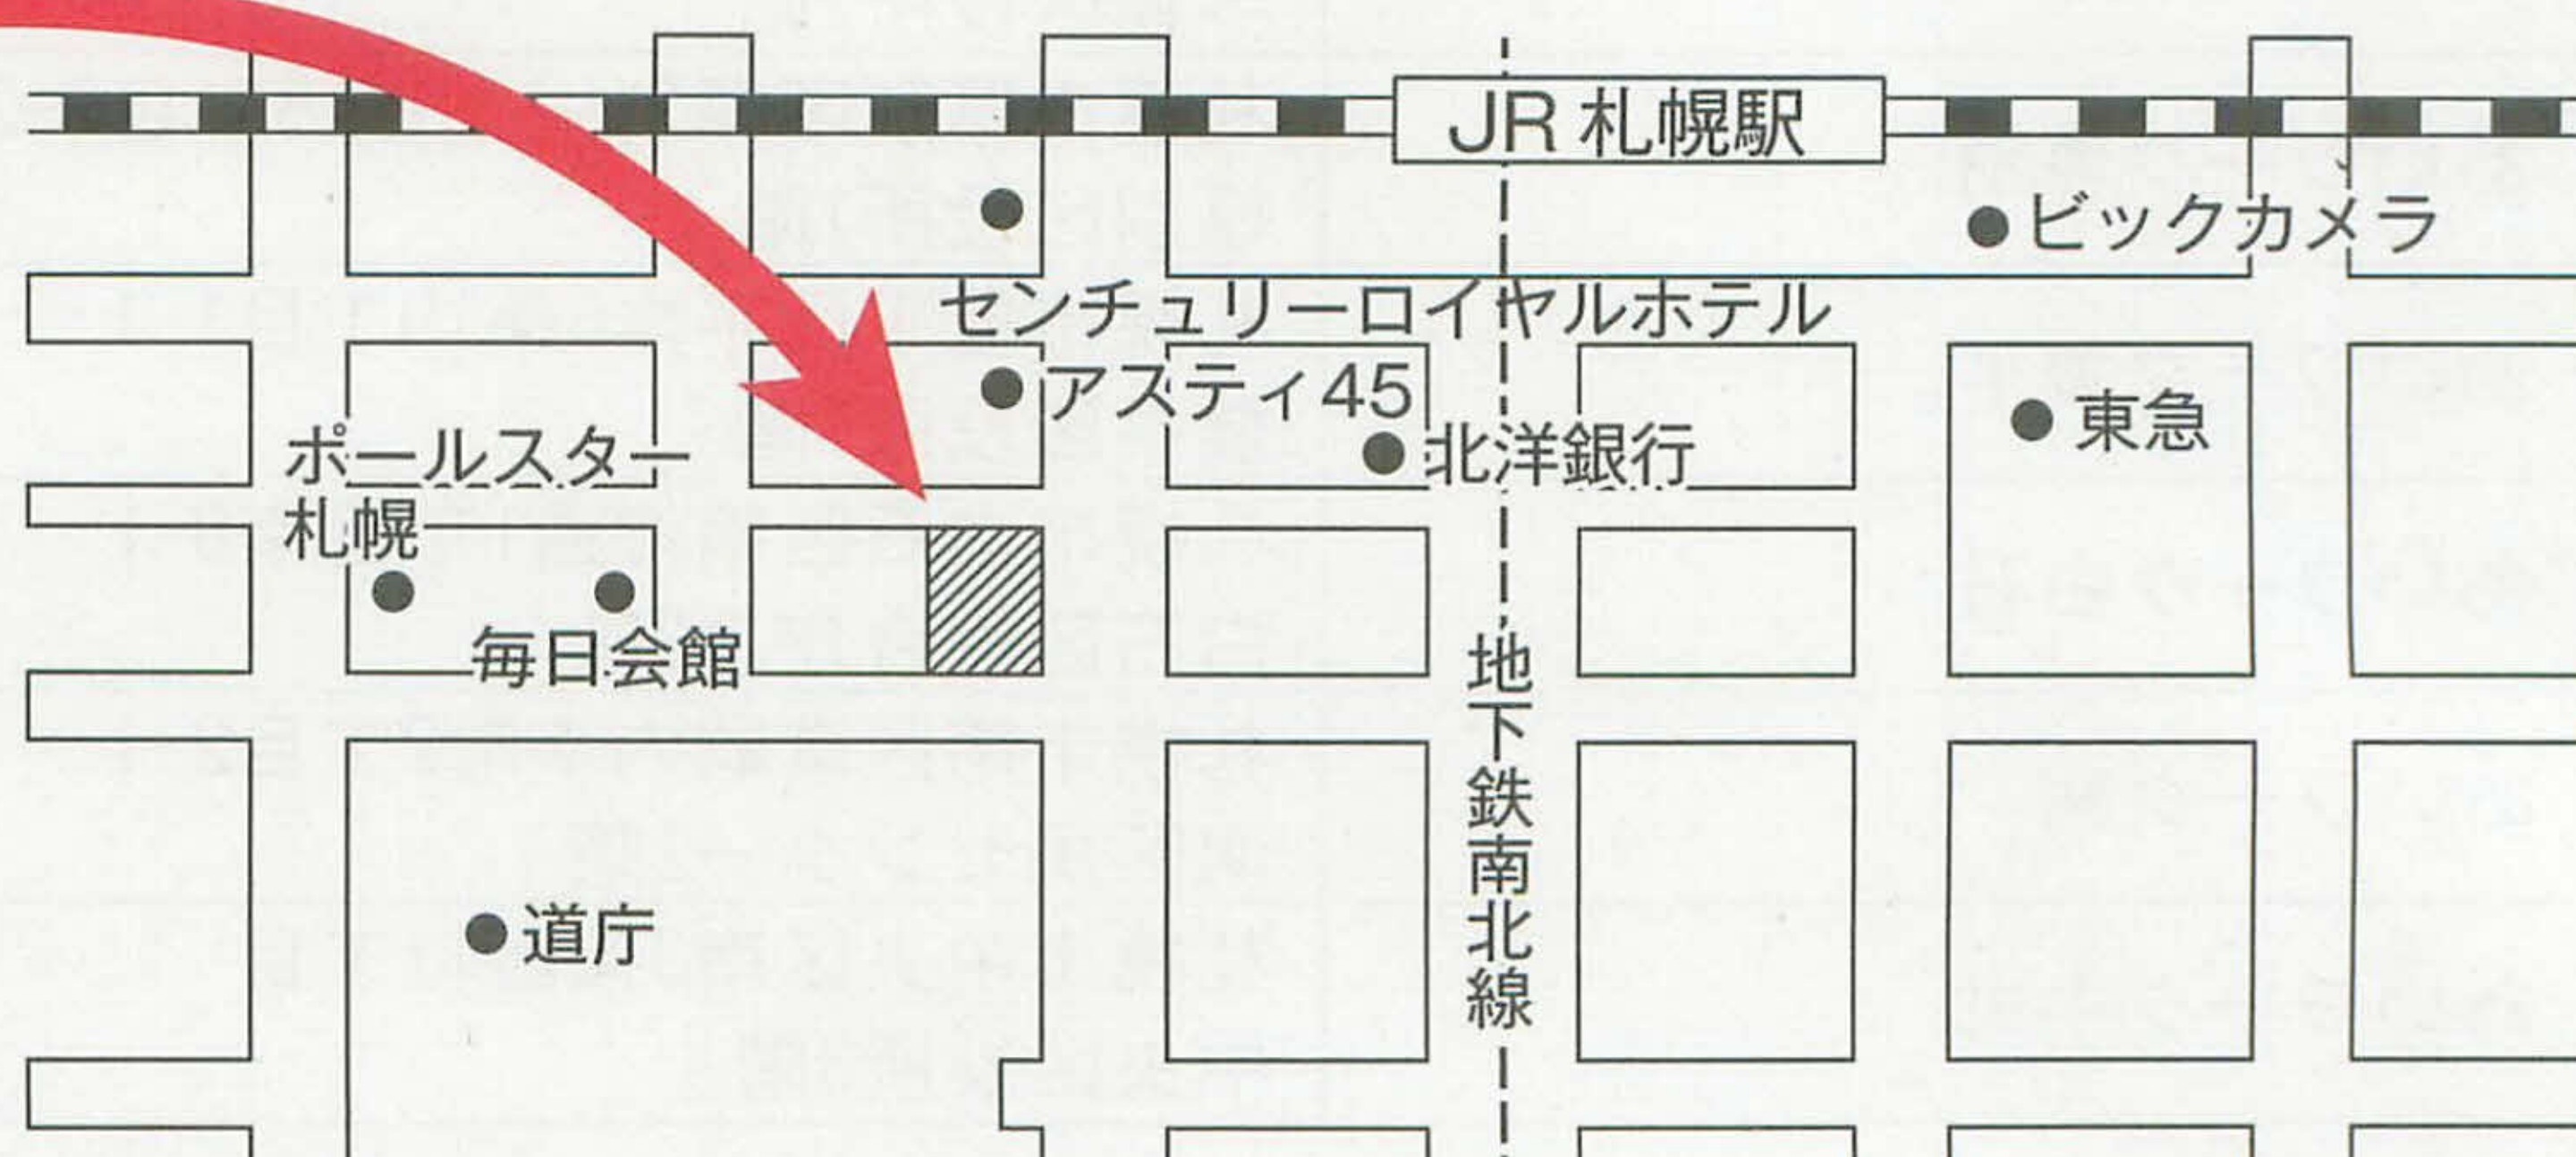 JR 札幌駅
ビックカメラ
センチュリーロイヤルホテル
アスティ45
東急
北洋銀行
ポールスター
札幌
毎日会館
地下鉄南北線
道庁